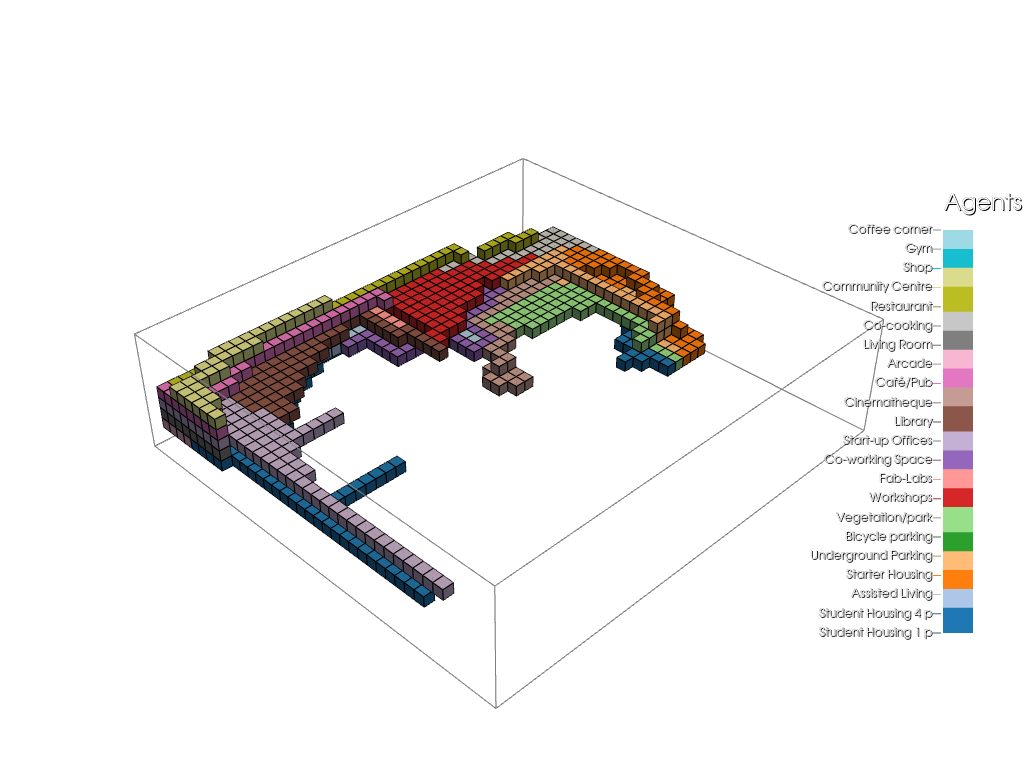 Agents
Coffee corner
Gym
Shop
Community Centre
Restaurant
Co-cooking
Living Room
Arcade
Café/Pub
Cinematheque
Library
Start-up Offices
Co-working Space
Fab-Labs
Workshops
Vegetation/park
Bicycle parking
Underground Parking
Starter Housing
Assisted Living
Student Housing 4 p
Student Housing 1 p